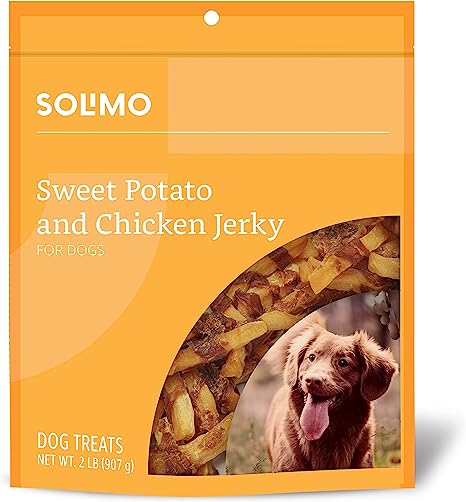 SOLIMO
Sweet Potato
and Chicken Jerky
FOR DOGS
DOG TREATS
NET WT. 2 LB (907 g)